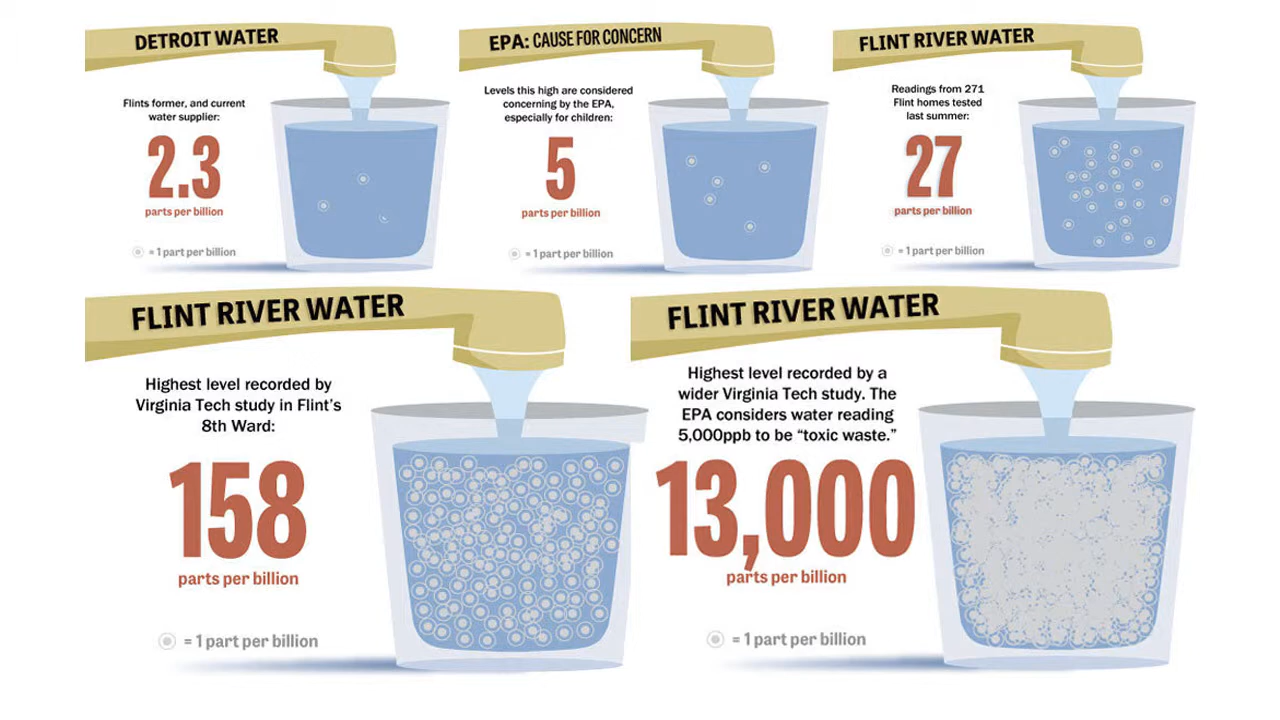 DETROIT WATER
Flints former, and current
water supplier:
2.3
parts per billion
= 1 part per billion
EPA: CAUSE FOR CONCERN
Levels this high are considered
concerning by the EPA,
especially for children:
5
parts per billion
= 1 part per billion
FLINT RIVER WATER
Readings from 271
Flint homes tested
last summer:
27
parts per billion
= 1 part per billion
FLINT RIVER WATER
Highest level recorded by
Virginia Tech study in Flint’s
8th Ward:
158
parts per billion
= 1 part per billion
FLINT RIVER WATER
Highest level recorded by a
wider Virginia Tech study. The
EPA considers water reading
5,000ppb to be “toxic waste.”
13,000
parts per billion
= 1 part per billion